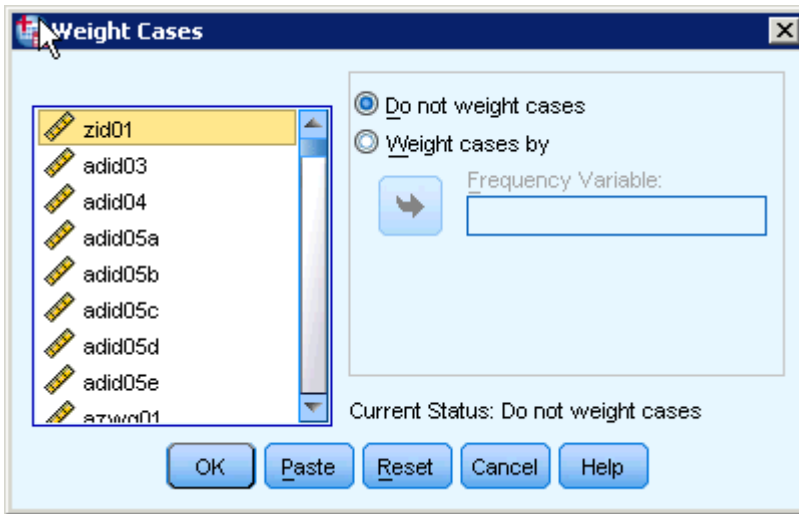 Weight Cases
zid01
adid03
adid04
adid05a
adid05b
adid05c
adid05d
adid05e
azwg01
Do not weight cases
Weight cases by
Frequency Variable:
Current Status: Do not weight cases
OK
Paste
Reset
Cancel
Help